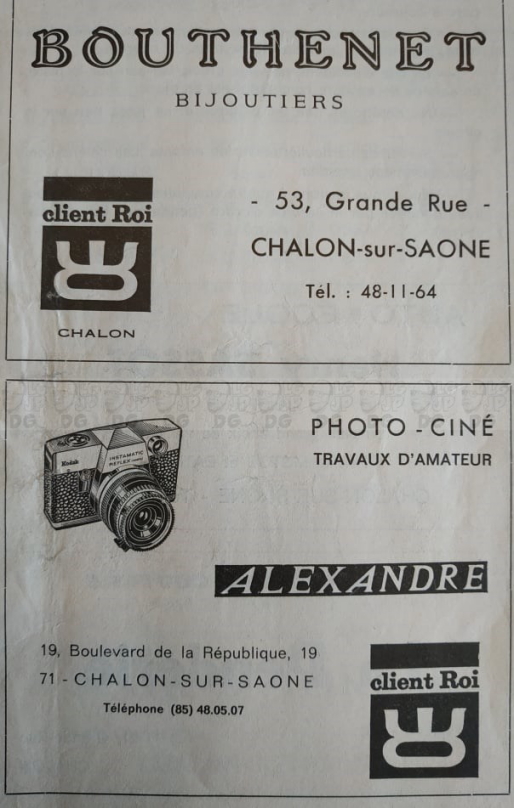 BOUTHENET
BIJOUTIERS
- 53, Grande Rue -
CHALON-sur-SAONE
Tél. : 48-11-64
client Roi
CHALON
PHOTO - CINÉ
TRAVAUX D'AMATEUR
Kodak
INSTAMATIC
REFLEX
ALEXANDRE
19, Boulevard de la République, 19
71 - CHALON-SUR-SAONE
Téléphone (85) 48.05.07
client Roi